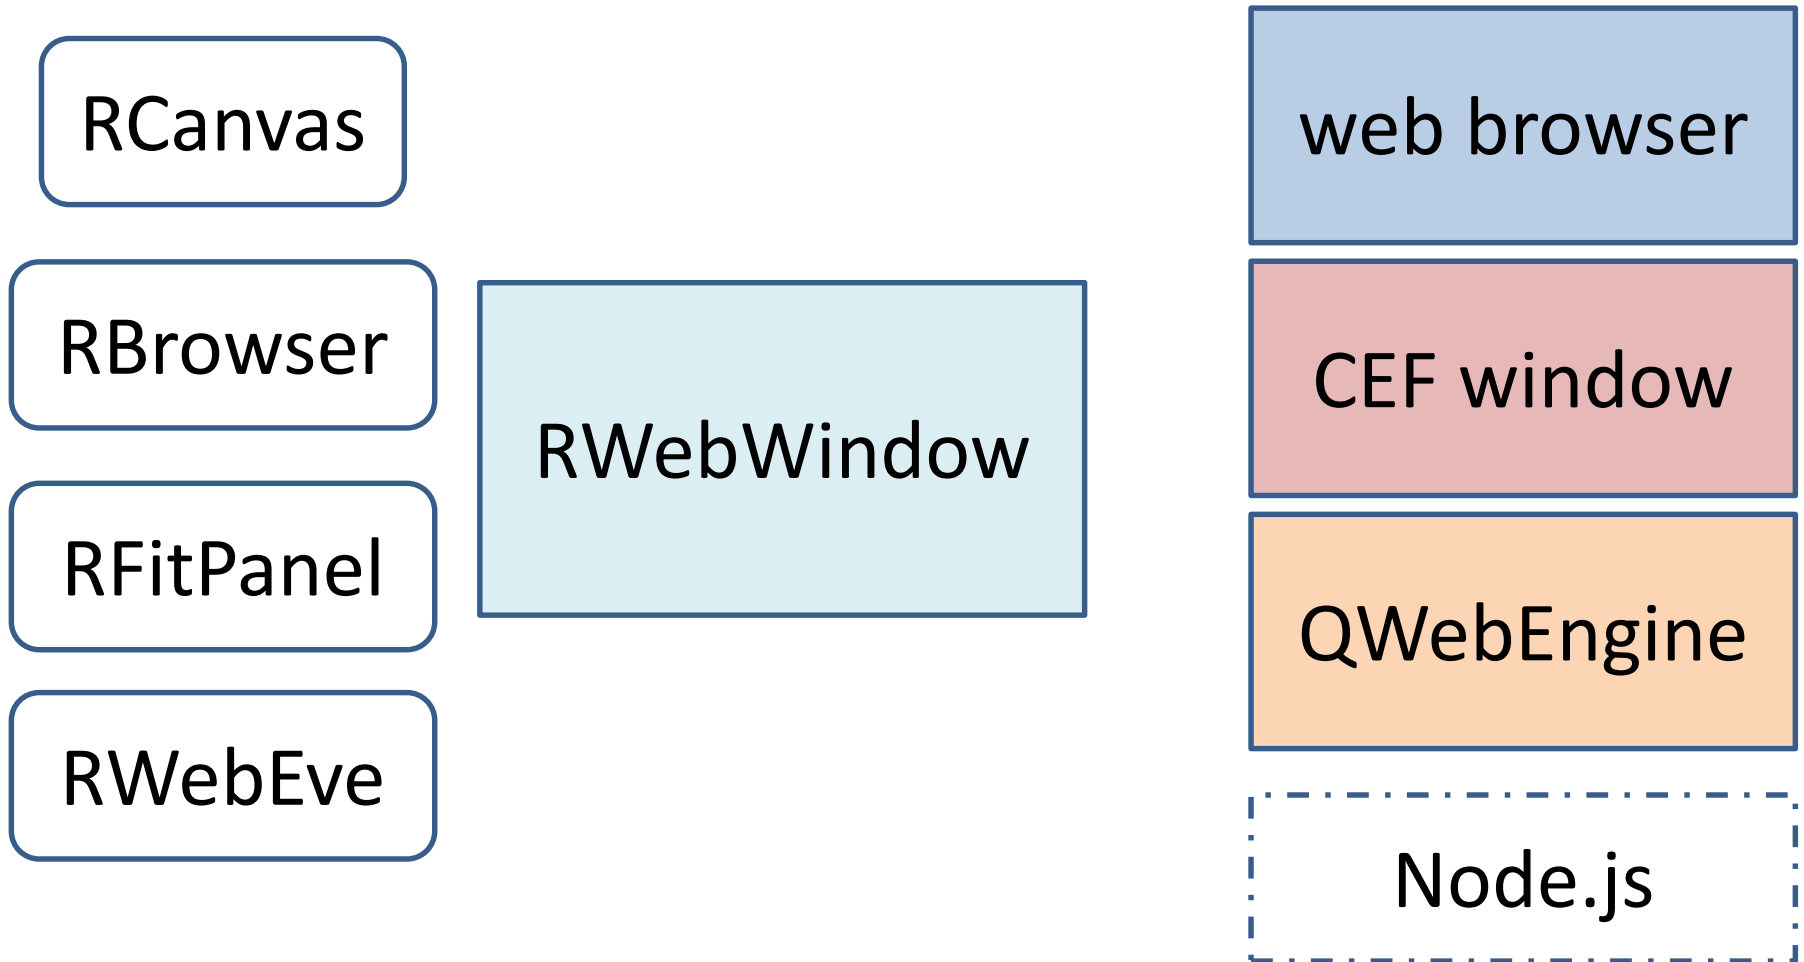 RCanvas
RBrowser
RFitPanel
RWebEve
RWebWindow
web browser
CEF window
QWebEngine
Node.js